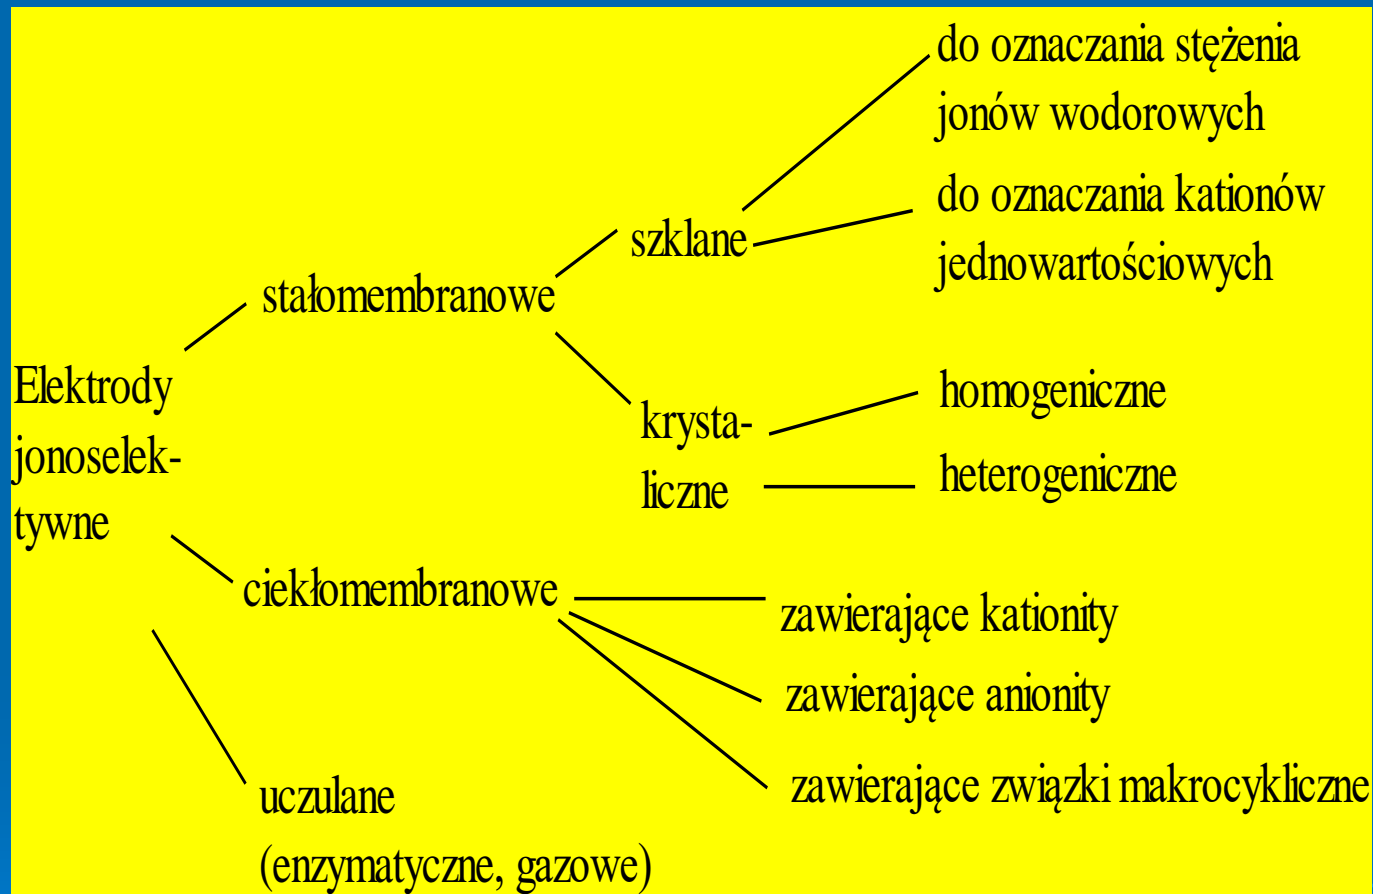 do oznaczania stężenia
jonów wodorowych
do oznaczania kationów
jednowartościowych
szklane
stałomembranowe
Elektrody
jonoselek-
tywne
krysta-
liczne
homogeniczne
heterogeniczne
ciekłomembranowe
zawierające kationity
zawierające anionity
zawierające związki makrocykliczne
uczulane
(enzymatyczne, gazowe)